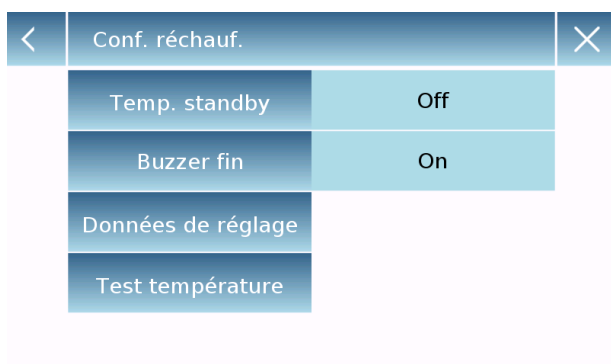 Conf. réchauf.
Temp. standby Off
Buzzer fin On
Données de réglage
Test température